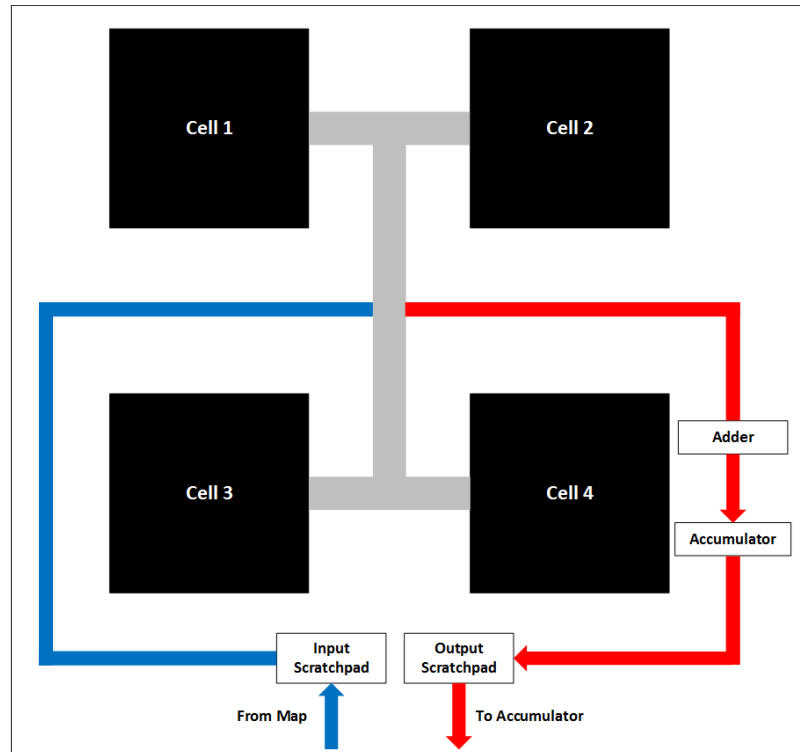 Cell 1
Cell 2
Cell 3
Cell 4
Adder
Accumulator
Input
Scratchpad
Output
Scratchpad
From Map
To Accumulator